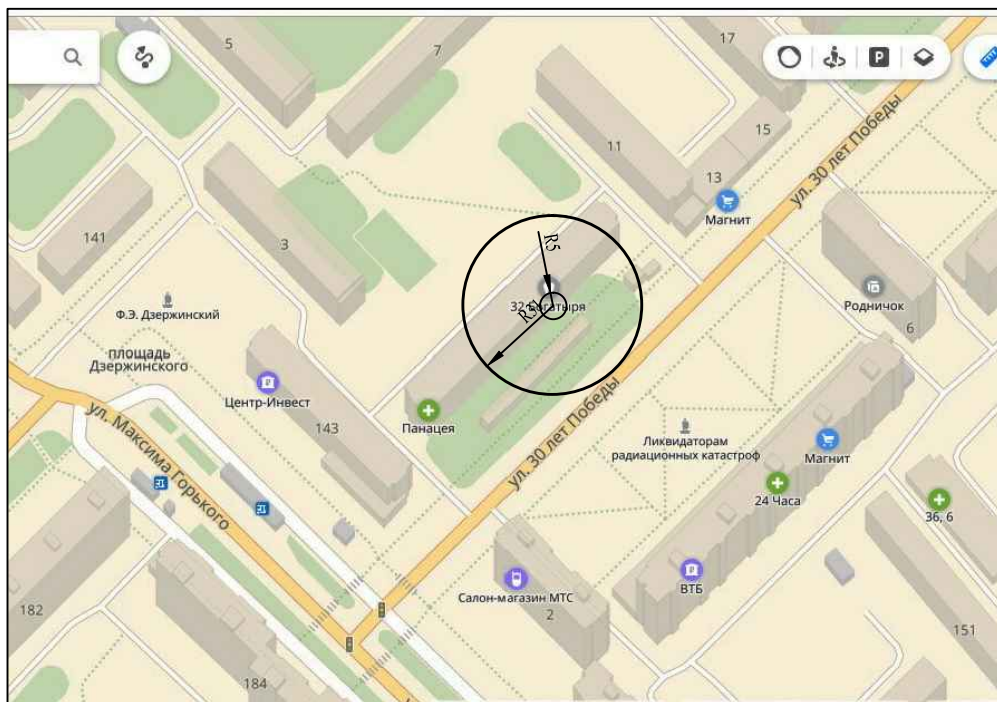 5
7
17
P
11
15
13
Магнит
ул. 30 лет Победы
141
3
R5
32 богатыря
Родничок
6
Ф.Э. Дзержинский
площадь
Дзержинского
Центр-Инвест
143
Панацея
ул. Максима Горького
ул. 30 лет Победы
Ликвидаторам
радиационных катастроф
Магнит
24 Часа
36, 6
182
Салон-магазин МТС
2
ВТБ
151
184